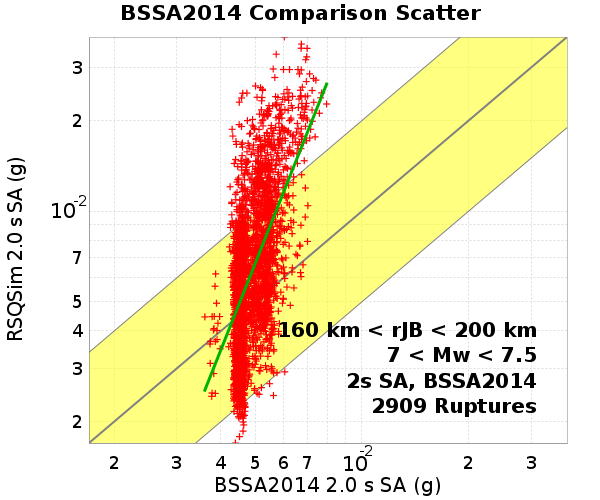 BSSA2014 Comparison Scatter
RSQSim 2.0 s SA (g)
3
2
10-2
7
5
4
3
2
160 km < rJB < 200 km
7 < Mw < 7.5
2s SA, BSSA2014
2909 Ruptures
2 3 4 5 6 7 10-2 2 3
BSSA2014 2.0 s SA (g)